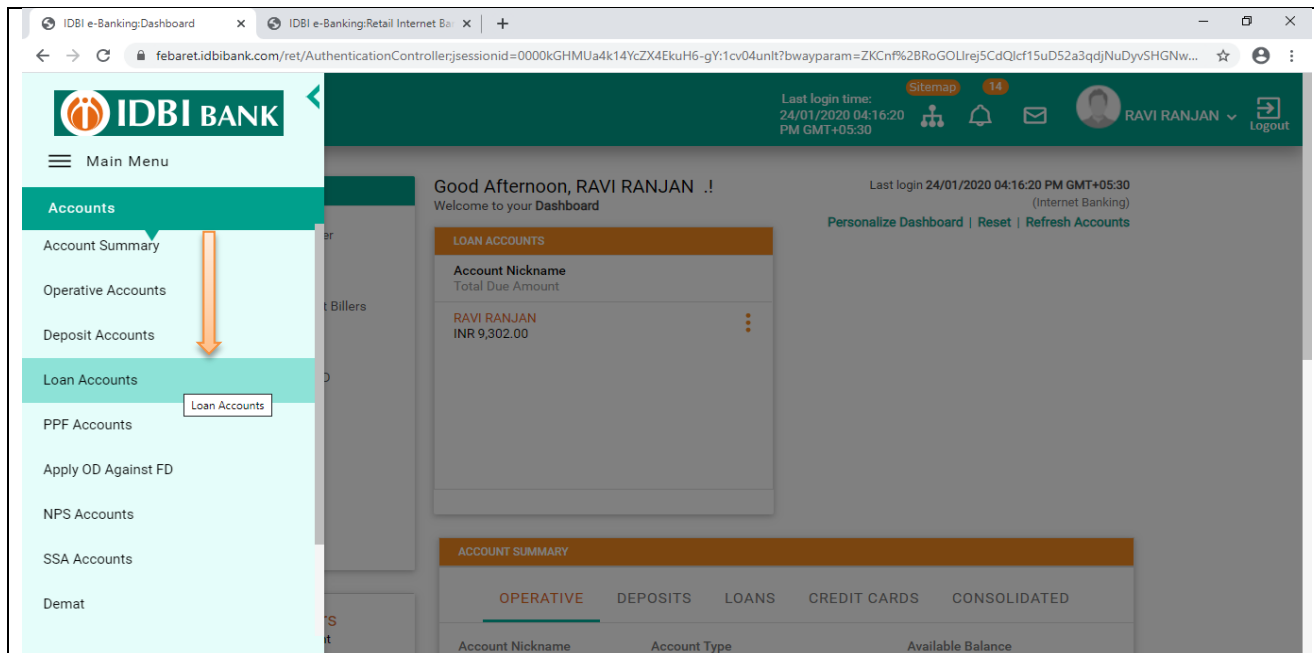 IDBI e-Banking:Dashboard
IDBI e-Banking:Retail Internet Ba
febaret.idbibank.com/ret/AuthenticationController;jsessionid=0000kGHMUa4k14YcZX4EkuH6-gY:1cv04unlt?bwayparam=ZKCnf%2BRoGOLlrej5CdQlcf15uD52a3qdjNuDyvSHGNw...
IDBI BANK
Main Menu
Accounts
Account Summary
Operative Accounts
Deposit Accounts
Loan Accounts
Loan Accounts
PPF Accounts
Apply OD Against FD
NPS Accounts
SSA Accounts
Demat
er
t Billers
D
'S
nt
Last login time:
24/01/2020 04:16:20
PM GMT+05:30
Sitemap
14
RAVI RANJAN
Logout
Good Afternoon, RAVI RANJAN .!
Welcome to your Dashboard
Last login 24/01/2020 04:16:20 PM GMT+05:30
(Internet Banking)
Personalize Dashboard | Reset | Refresh Accounts
LOAN ACCOUNTS
Account Nickname
Total Due Amount
RAVI RANJAN
INR 9,302.00
ACCOUNT SUMMARY
OPERATIVE DEPOSITS LOANS CREDIT CARDS CONSOLIDATED
Account Nickname Account Type Available Balance